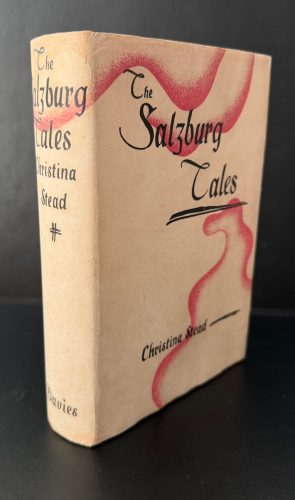 The
Salzburg
Tales
Christina
Stead
#
Davies
The
Salzburg
Tales
Christina Stead